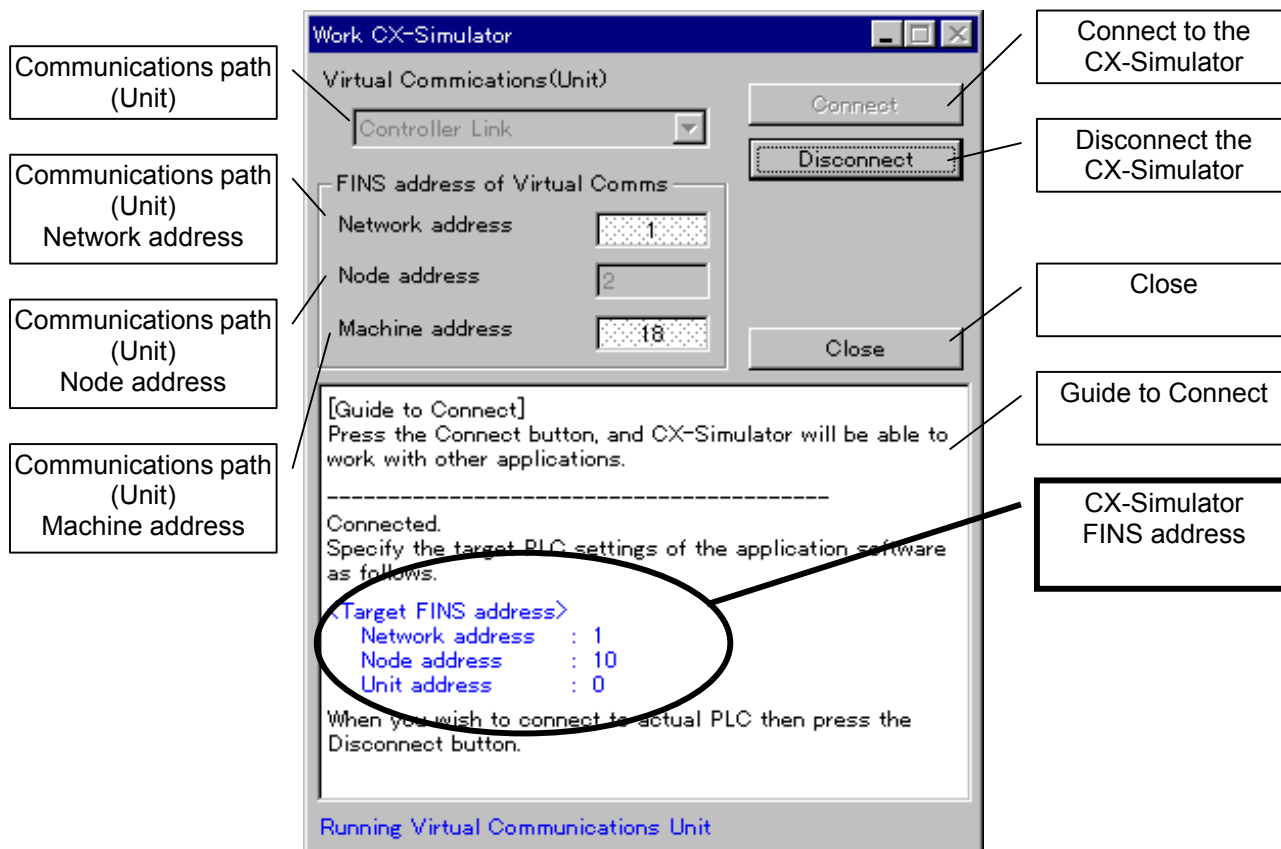 Communications path
(Unit)
Communications path
(Unit)
Network address
Communications path
(Unit)
Node address
Communications path
(Unit)
Machine address
Work CX-Simulator
Virtual Commications(Unit)
Controller Link
Connect
Disconnect
FINS address of Virtual Comms
Network address 1
Node address 2
Machine address 18
Close
[Guide to Connect]
Press the Connect button, and CX-Simulator will be able to
work with other applications.
-----------------------------------------
Connected.
Specify the target PLC settings of the application software
as follows.
<Target FINS address>
Network address : 1
Node address : 10
Unit address : 0
When you wish to connect to actual PLC then press the
Disconnect button.
Running Virtual Communications Unit
Connect to the
CX-Simulator
Disconnect the
CX-Simulator
Close
Guide to Connect
CX-Simulator
FINS address